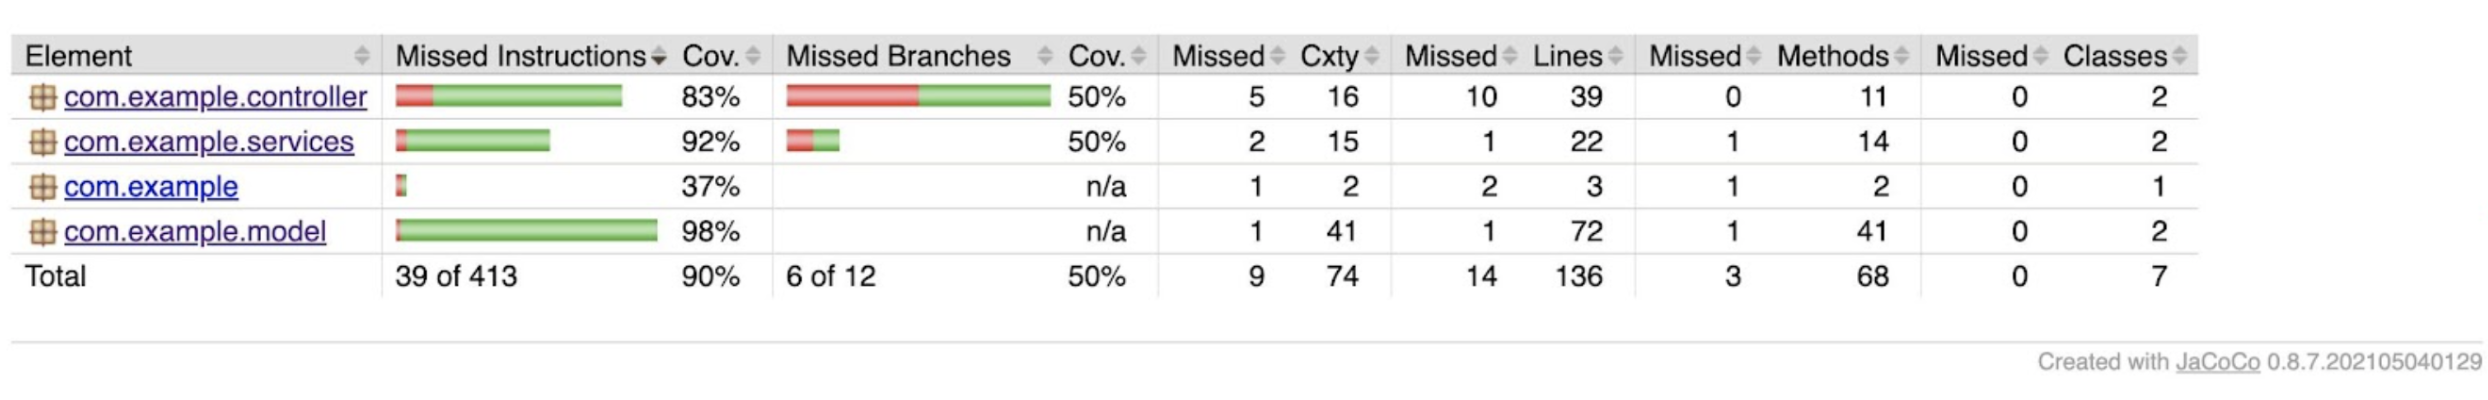 Element Missed Instructions Cov. Missed Branches Cov. Missed Cxty Missed Lines Missed Methods Missed Classes
com.example.controller 83% 50% 5 16 10 39 0 11 0 2
com.example.services 92% 50% 2 15 1 22 1 14 0 2
com.example 37% n/a 1 2 2 3 1 2 0 1
com.example.model 98% n/a 1 41 1 72 1 41 0 2
Total 39 of 413 90% 6 of 12 50% 9 74 14 136 3 68 0 7
Created with JaCoCo 0.8.7.202105040129